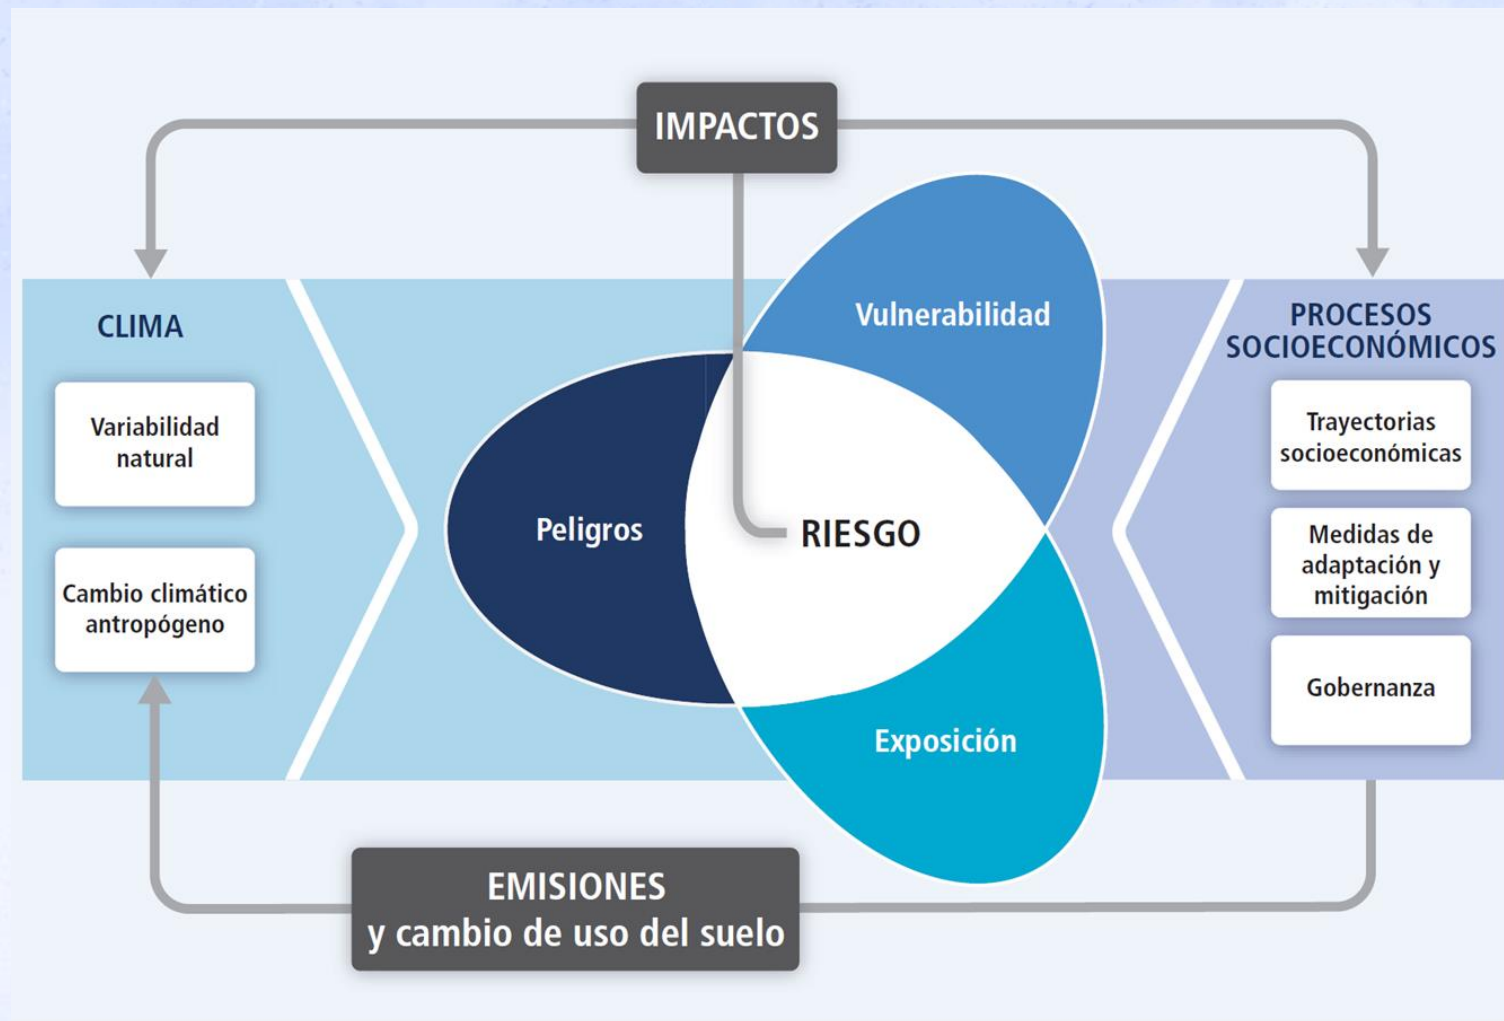 IMPACTOS
CLIMA
Variabilidad
natural
Cambio climático
antropógeno
Vulnerabilidad
Peligros
RIESGO
Exposición
PROCESOS
SOCIOECONÓMICOS
Trayectorias
socioeconómicas
Medidas de
adaptación y
mitigación
Gobernanza
EMISIONES
y cambio de uso del suelo